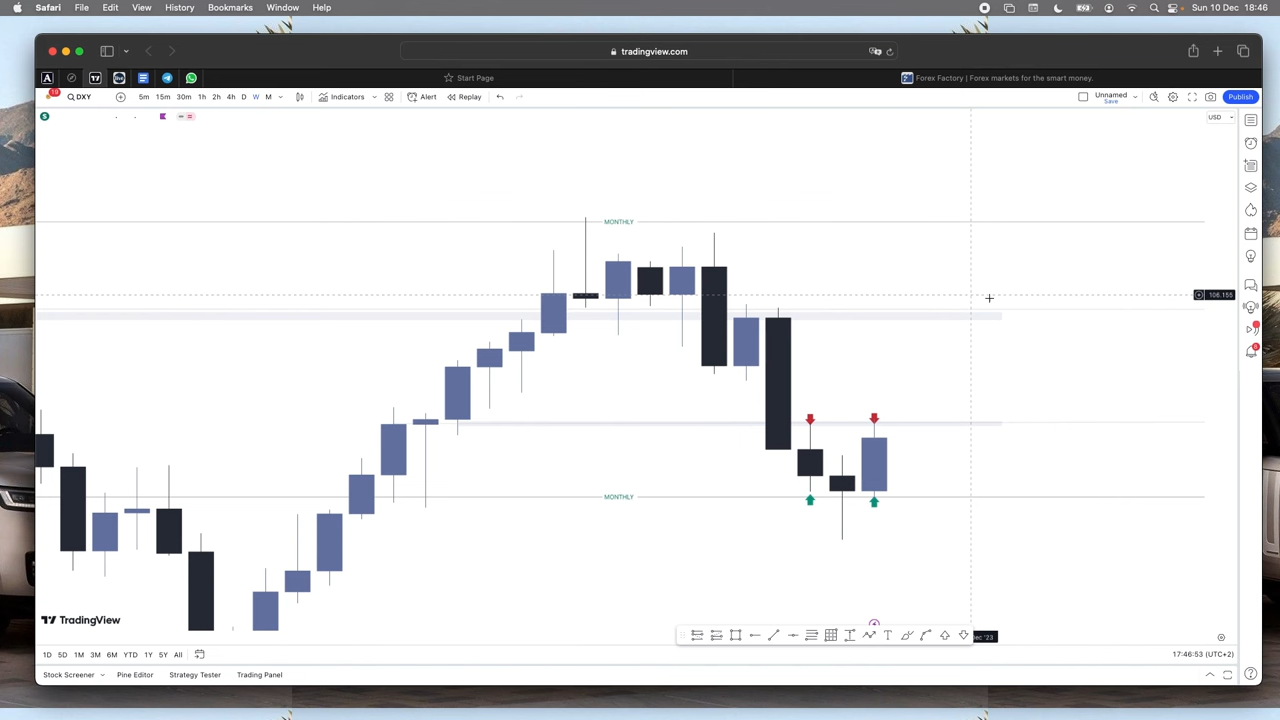 Safari File Edit View History Bookmarks Window Help Sun 10 Dec 18:46
tradingview.com
Start Page Forex Factory | Forex markets for the smart money.
19
DXY 5m 15m 30m 1h 2h 4h D W M Indicators Alert Replay Unnamed Publish
Save
USD
MONTHLY
106.155
MONTHLY
TradingView
Dec '23
1D 5D 1M 3M 6M YTD 1Y 5Y All 17:46:53 (UTC+2)
Stock Screener Pine Editor Strategy Tester Trading Panel